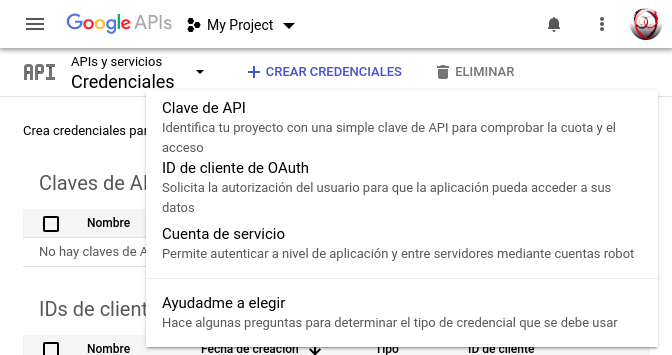 Google APIs My Project
API APIs y servicios
Credenciales CREAR CREDENCIALES ELIMINAR
Crea credenciales par
Clave de API
Identifica tu proyecto con una simple clave de API para comprobar la cuota y el
acceso
ID de cliente de OAuth
Solicita la autorización del usuario para que la aplicación pueda acceder a sus
datos
Cuenta de servicio
Permite autenticar a nivel de aplicación y entre servidores mediante cuentas robot
Ayudadme a elegir
Hace algunas preguntas para determinar el tipo de credencial que se debe usar
Claves de AP
Nombre
No hay claves de A
IDs de client
Nombre Fecha de creación Tipo ID de cliente